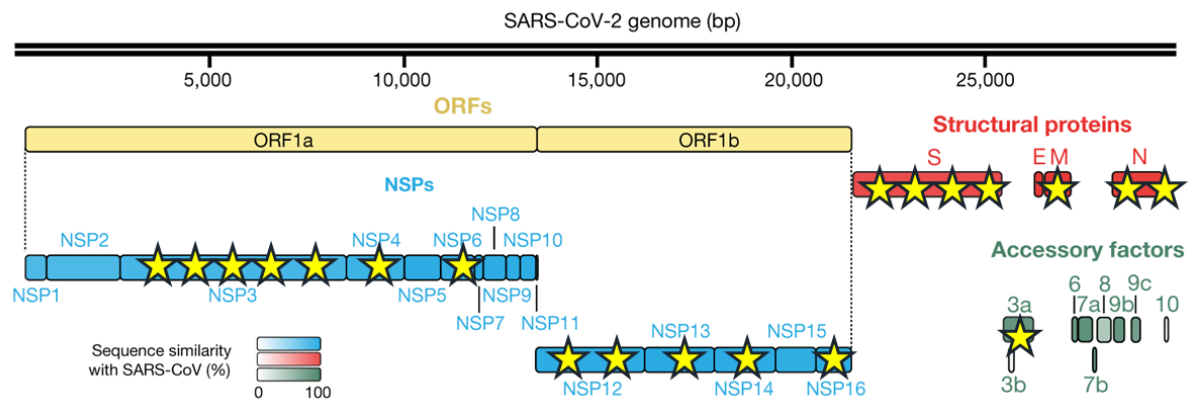 SARS-CoV-2 genome (bp)
5,000 10,000 15,000 20,000 25,000
ORFs
ORF1a ORF1b
Structural proteins
S E M N
NSPs
NSP8
NSP2 NSP4 NSP6 NSP10
NSP1 NSP3 NSP5 NSP9
NSP7 NSP11
Accessory factors
6 8 9c
3a 7a 9b 10
3b 7b
NSP13 NSP15
NSP12 NSP14 NSP16
Sequence similarity
with SARS-CoV (%)
0 100